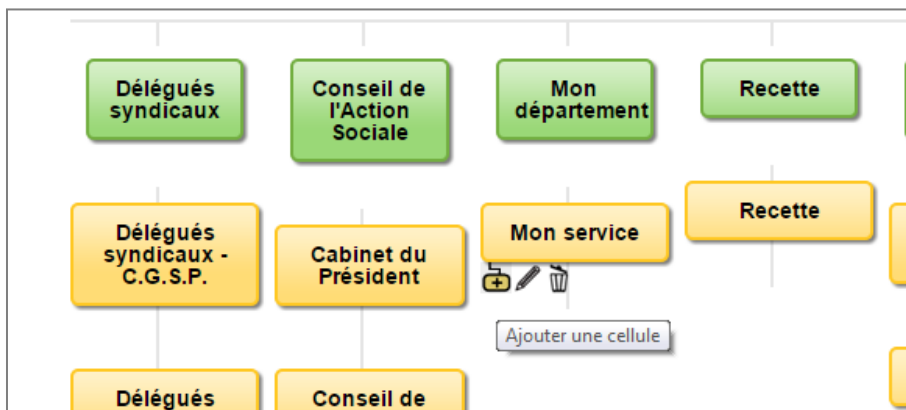 Délégués
syndicaux
Conseil de
l'Action
Sociale
Mon
département
Recette
Délégués
syndicaux -
C.G.S.P.
Cabinet du
Président
Mon service
Recette
Ajouter une cellule
Délégués
Conseil de